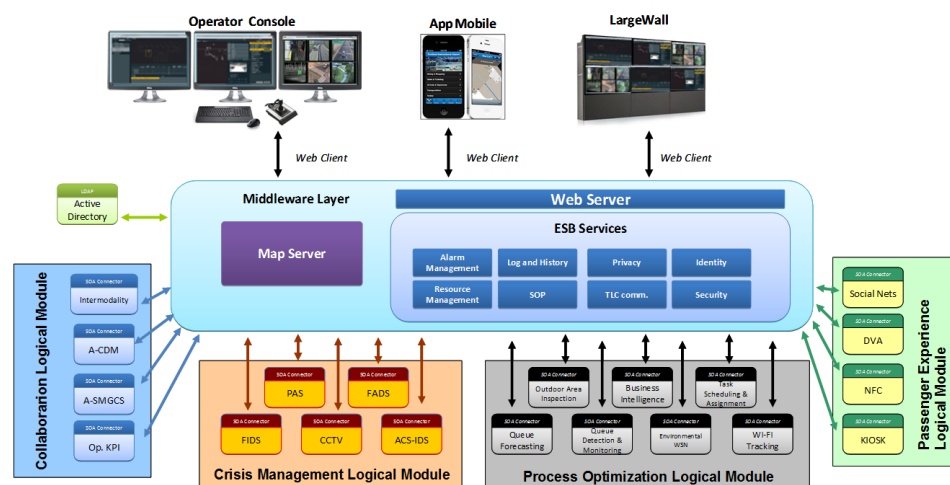 Operator Console
App Mobile
LargeWall
Web Client
Web Client
Web Client
LDAP
Active
Directory
Middleware Layer
Web Server
Map Server
ESB Services
Alarm
Management
Log and History
Privacy
Identity
Resource
Management
SOP
TLC comm.
Security
Collaborarion Logical Module
SOA Connector
Intermodality
SOA Connector
A-CDM
SOA Connector
A-SMGCS
SOA Connector
Op. KPI
SOA Connector
PAS
SOA Connector
FADS
SOA Connector
FIDS
SOA Connector
CCTV
SOA Connector
ACS-IDS
Crisis Management Logical Module
SOA Connector
Outdoor Area
Inspection
SOA Connector
Business
Intelligence
SOA Connector
Task
Scheduling &
Assignment
SOA Connector
Queue
Forecasting
SOA Connector
Queue
Detection &
Monitoring
SOA Connector
Environmental
WSN
SOA Connector
WI-FI
Tracking
Process Optimization Logical Module
SOA Connector
Social Nets
SOA Connector
DVA
SOA Connector
NFC
SOA Connector
KIOSK
Passenger Experience
Logical Module